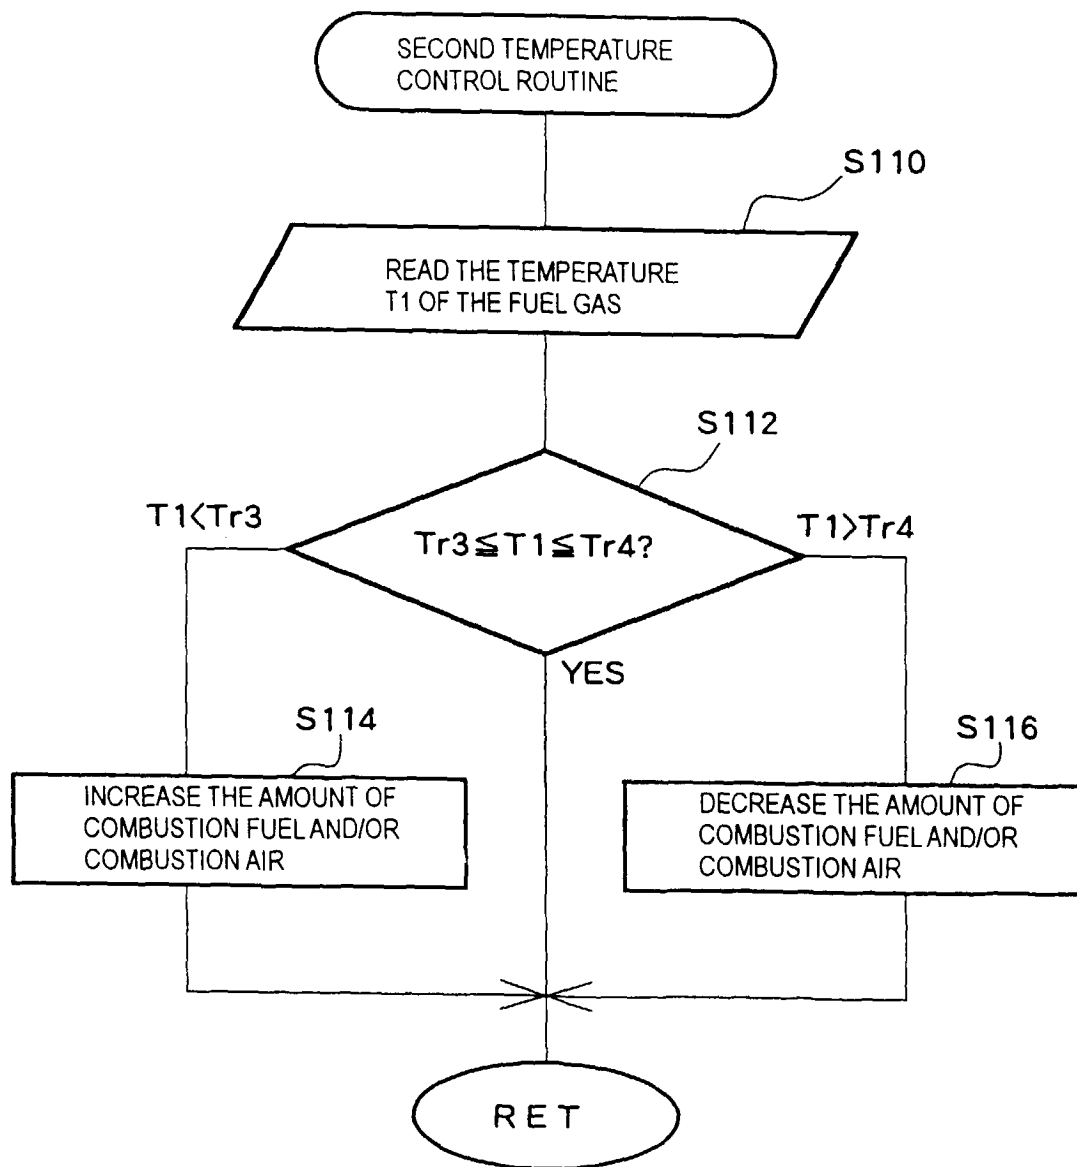 SECOND TEMPERATURE
CONTROL ROUTINE
S110
READ THE TEMPERATURE
T1 OF THE FUEL GAS
S112
T1<Tr3
Tr3≦T1≦Tr4?
T1>Tr4
YES
S114
S116
INCREASE THE AMOUNT OF
COMBUSTION FUEL AND/OR
COMBUSTION AIR
DECREASE THE AMOUNT OF
COMBUSTION FUEL AND/OR
COMBUSTION AIR
RET